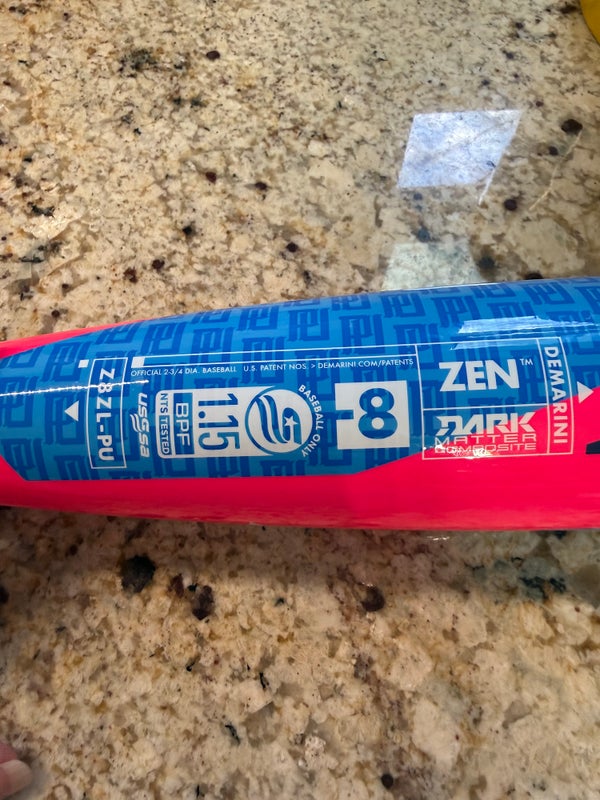 OFFICIAL 2-3/4 DIA. BASEBALL U.S. PATENT NOS. > DEMARINI.COM/PATENTS
Z8ZL-PU
USSSA
1.15
BPF
NTS TESTED
BASEBALL ONLY
-8
ZEN™
DARK
MATTER
COMPOSITE
DEMARINI